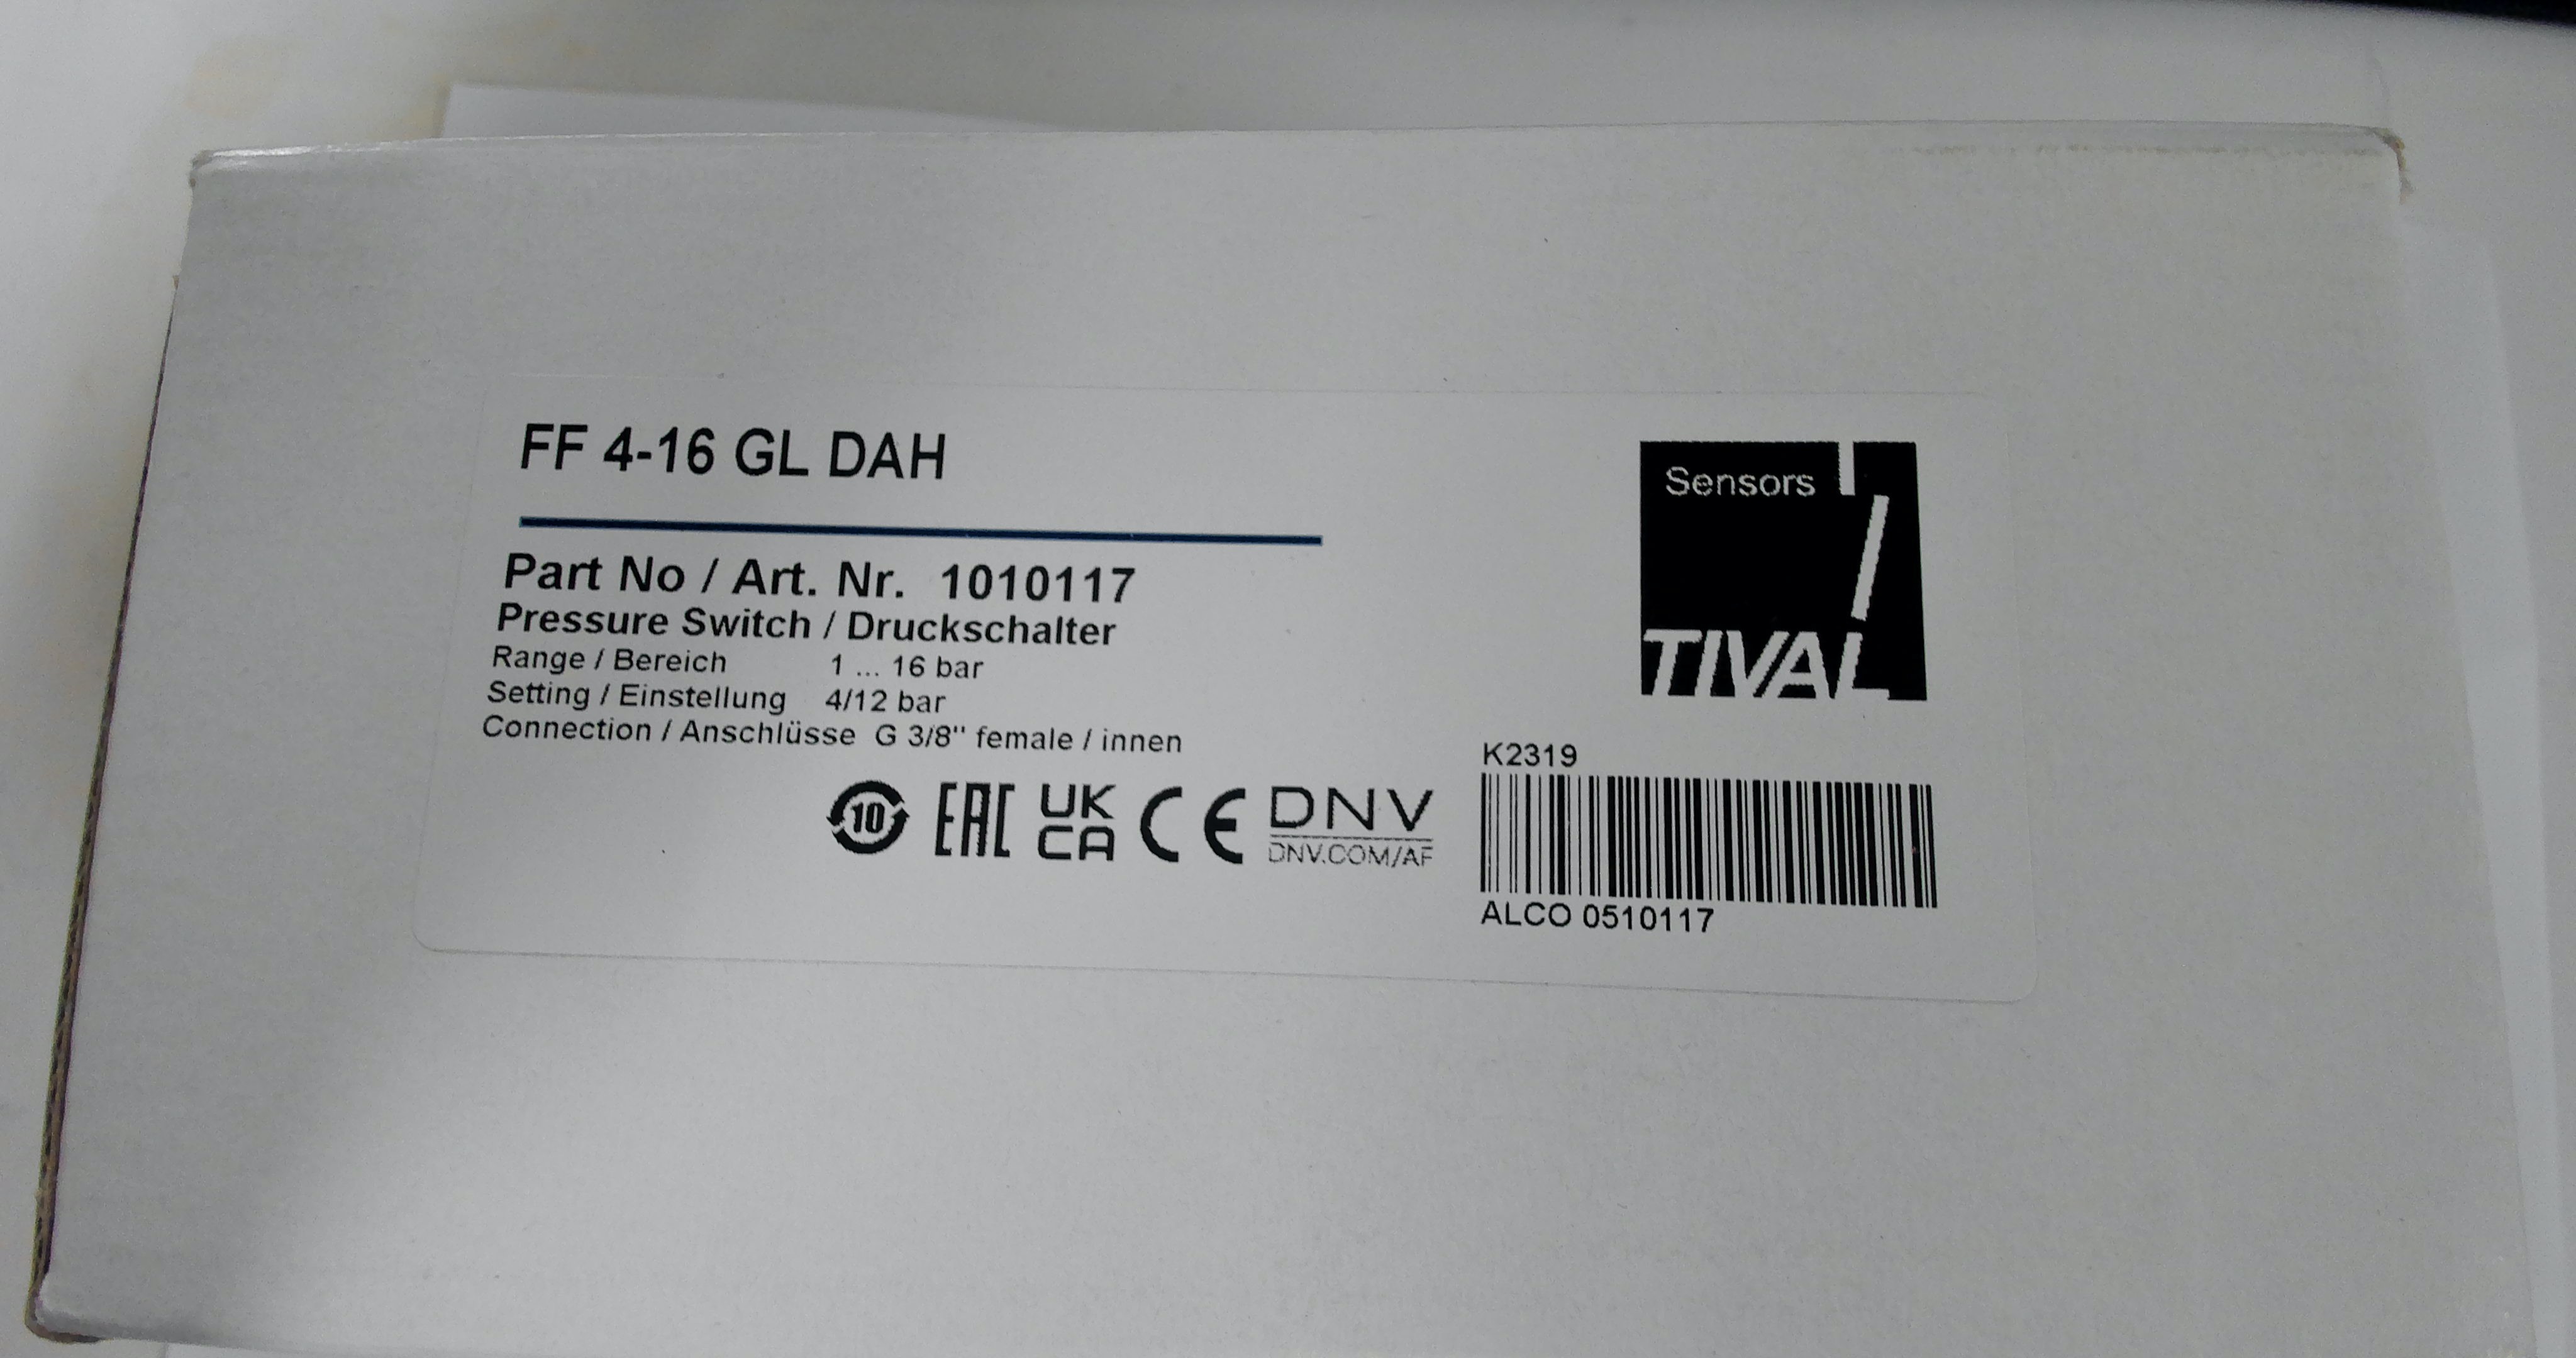 FF 4-16 GL DAH
Part No / Art. Nr. 1010117
Pressure Switch / Druckschalter
Range / Bereich 1 ... 16 bar
Setting / Einstellung 4/12 bar
Connection / Anschlüsse G 3/8" female / innen
10 EAC UK CA CE DNV
DNV.COM/AF
Sensors
TIVAL
K2319
ALCO 0510117